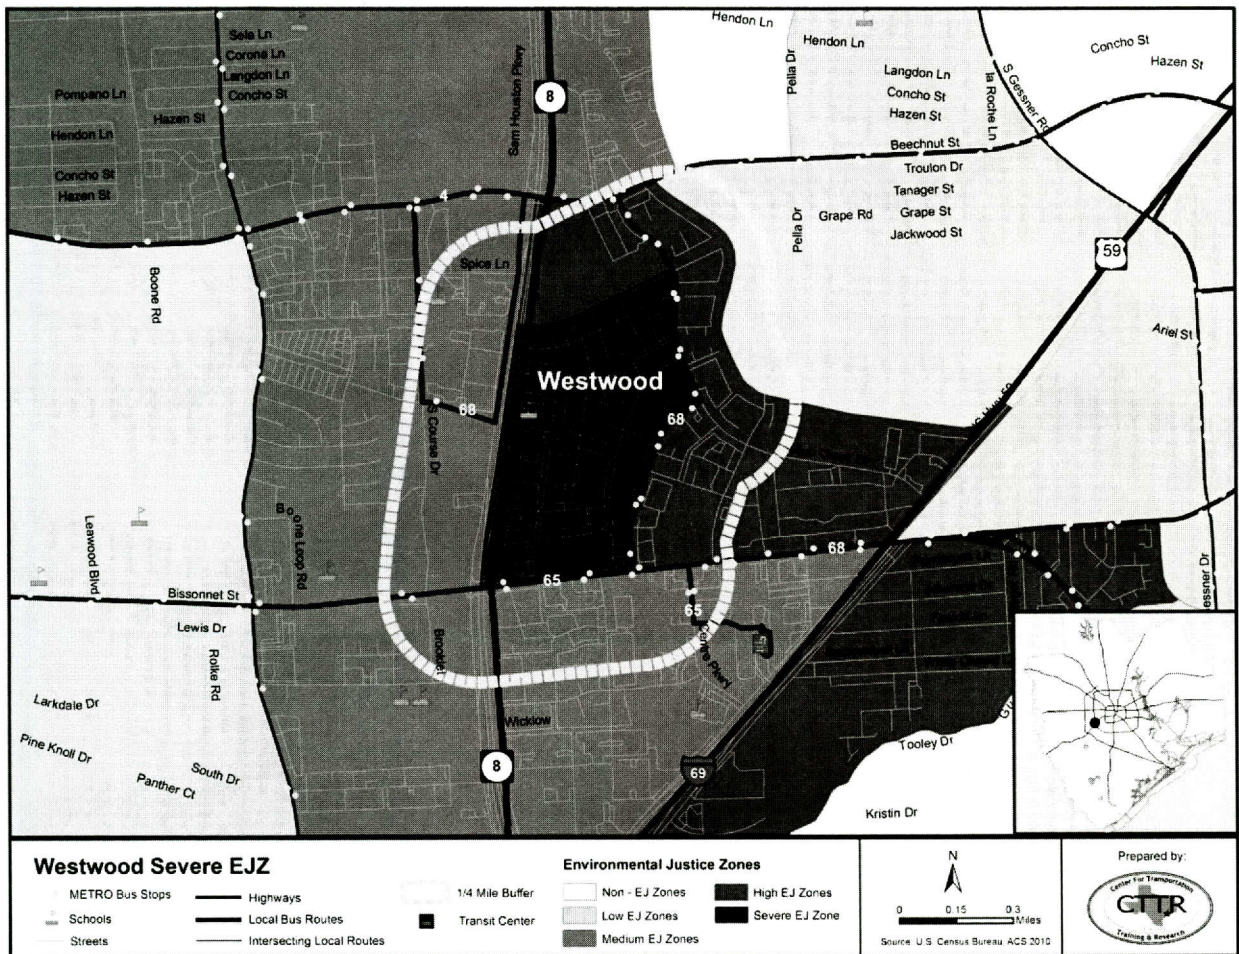 Hendon Ln
Sela Ln
Corona Ln
Langdon Ln
Concho St
Pompano Ln
Hazen St
Hendon Ln
Concho St
Hazen St
Sam Houston Pkwy
8
Pella Dr
Hendon Ln
Langdon Ln
Concho St
Hazen St
Beechnut St
la Roche Ln
S Gessner Rd
Concho St
Hazen St
Troulon Dr
Tanager St
Grape Rd
Grape St
Jackwood St
Pella Dr
59
Ariel St
4
Spice Ln
Boone Rd
Westwood
68
68
S Course Dr
Boone Loop Rd
Leawood Blvd
Bissonnet St
65
68
65
Centre Pkwy
Lewis Dr
Rolke Rd
Larkdale Dr
Pine Knoll Dr
South Dr
Panther Ct
Wicklow
8
69
Tooley Dr
Kristin Dr
Westwood Severe EJZ
METRO Bus Stops
Schools
Streets
Highways
Local Bus Routes
Intersecting Local Routes
1/4 Mile Buffer
Transit Center
Environmental Justice Zones
Non - EJ Zones
Low EJ Zones
Medium EJ Zones
High EJ Zones
Severe EJ Zone
N
0 0.15 0.3
Miles
Source: U.S. Census Bureau, ACS 2010
Prepared by:
Center For Transportation
CTTR
Training & Research